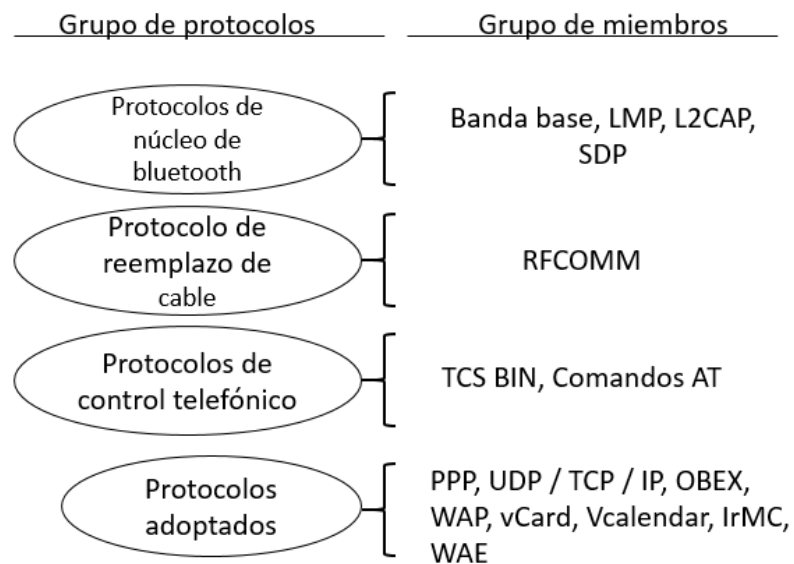 Grupo de protocolos
Grupo de miembros
Protocolos de
núcleo de
bluetooth
Banda base, LMP, L2CAP,
SDP
Protocolo de
reemplazo de
cable
RFCOMM
Protocolos de
control telefónico
TCS BIN, Comandos AT
Protocolos
adoptados
PPP, UDP / TCP / IP, OBEX,
WAP, vCard, Vcalendar, IrMC,
WAE